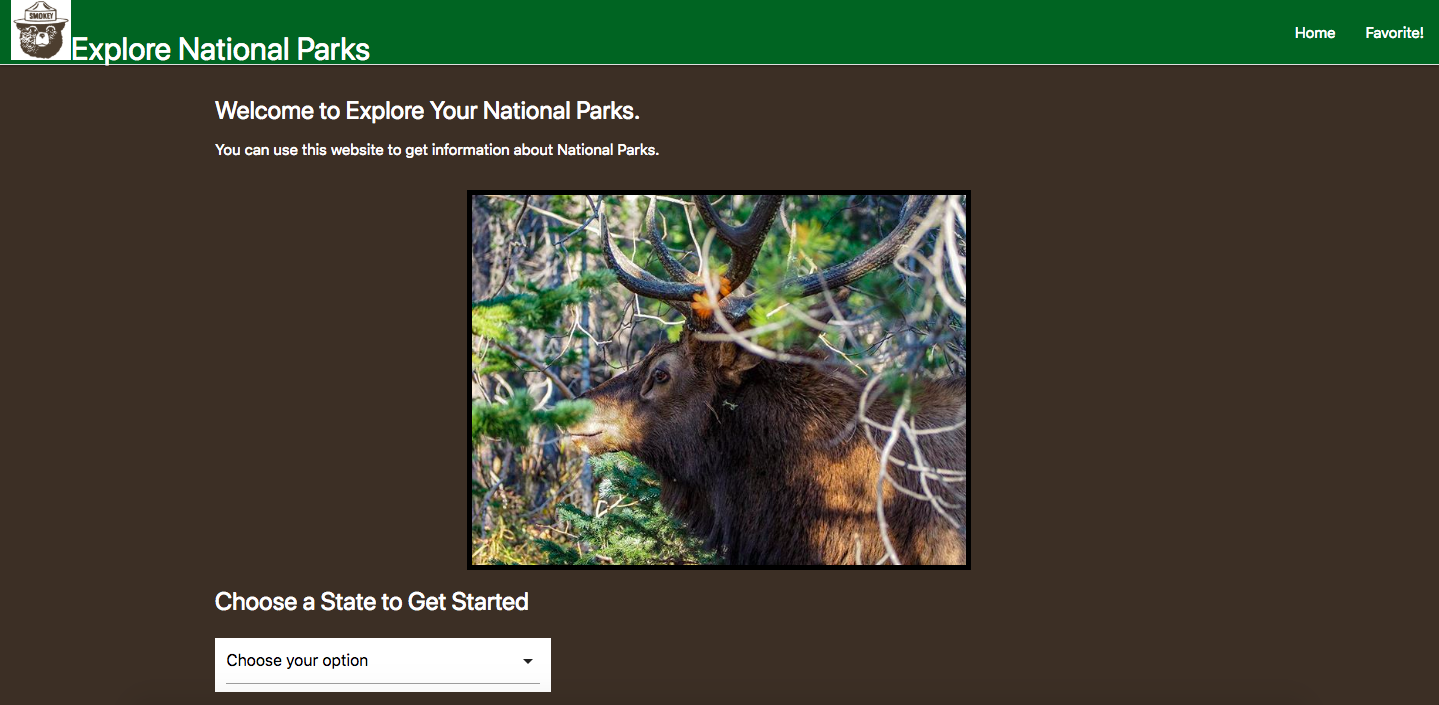 SMOKEY
Explore National Parks
Home
Favorite!
Welcome to Explore Your National Parks.
You can use this website to get information about National Parks.
Choose a State to Get Started
Choose your option